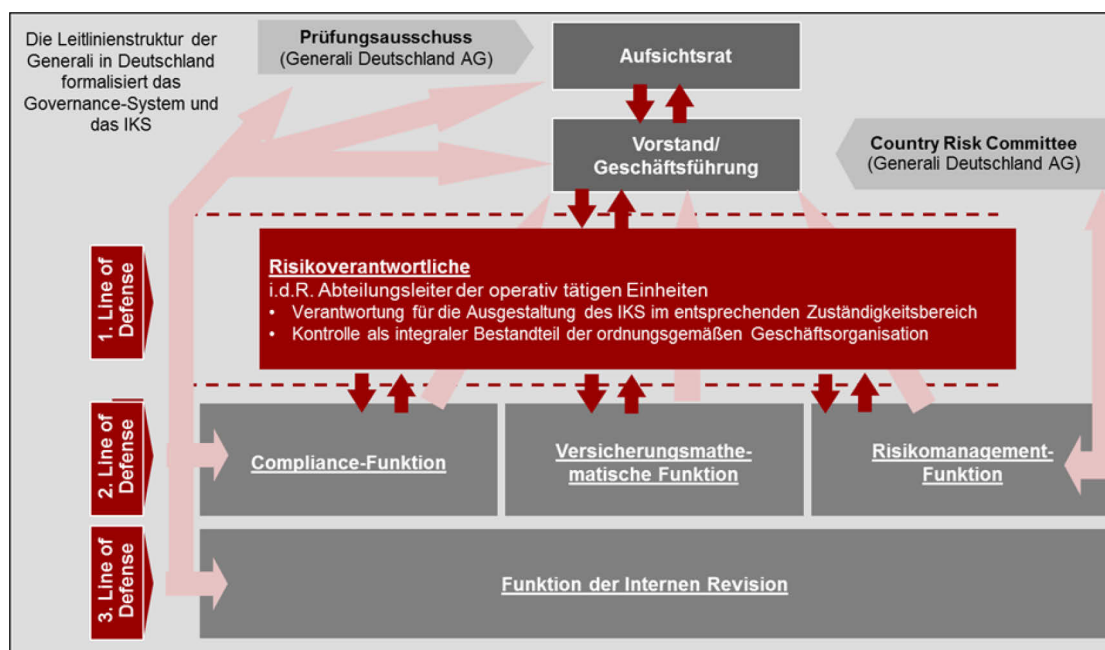 Die Leitlinienstruktur der
Generali in Deutschland
formalisiert das
Governance-System und
das IKS
Prüfungsausschuss
(Generali Deutschland AG)
Aufsichtsrat
Vorstand/
Geschäftsführung
Country Risk Committee
(Generali Deutschland AG)
1. Line of
Defense
Risikoverantwortliche
i.d.R. Abteilungsleiter der operativ tätigen Einheiten
• Verantwortung für die Ausgestaltung des IKS im entsprechenden Zuständigkeitsbereich
• Kontrolle als integraler Bestandteil der ordnungsgemäßen Geschäftsorganisation
2. Line of
Defense
Compliance-Funktion
Versicherungsmathe-
matische Funktion
Risikomanagement-
Funktion
3. Line of
Defense
Funktion der Internen Revision